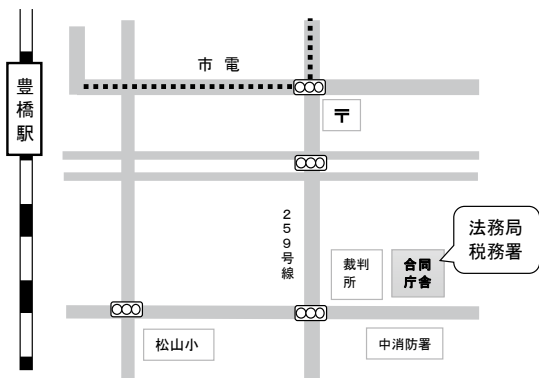 市電
豊橋駅
〒
259号線
法務局
税務署
裁判
所
合同
庁舎
松山小
中消防署